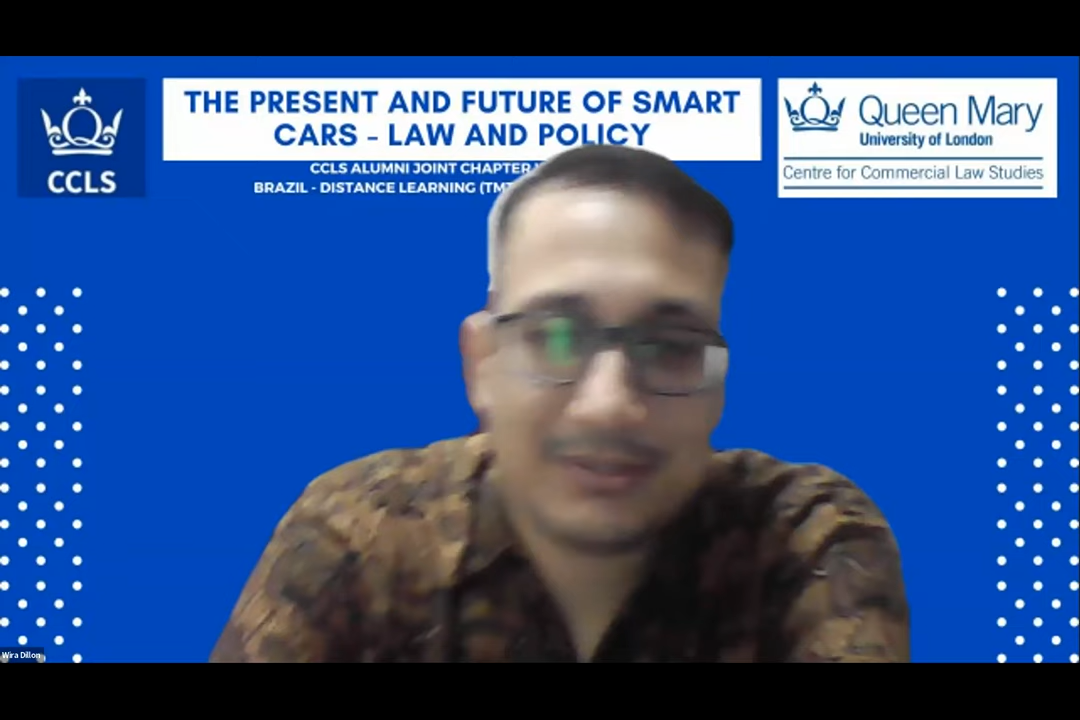 THE PRESENT AND FUTURE OF SMART
CARS - LAW AND POLICY
CCLS ALUMNI JOINT CHAPTER
BRAZIL - DISTANCE LEARNING
CCLS
Queen Mary
University of London
Centre for Commercial Law Studies
Wira Dillon